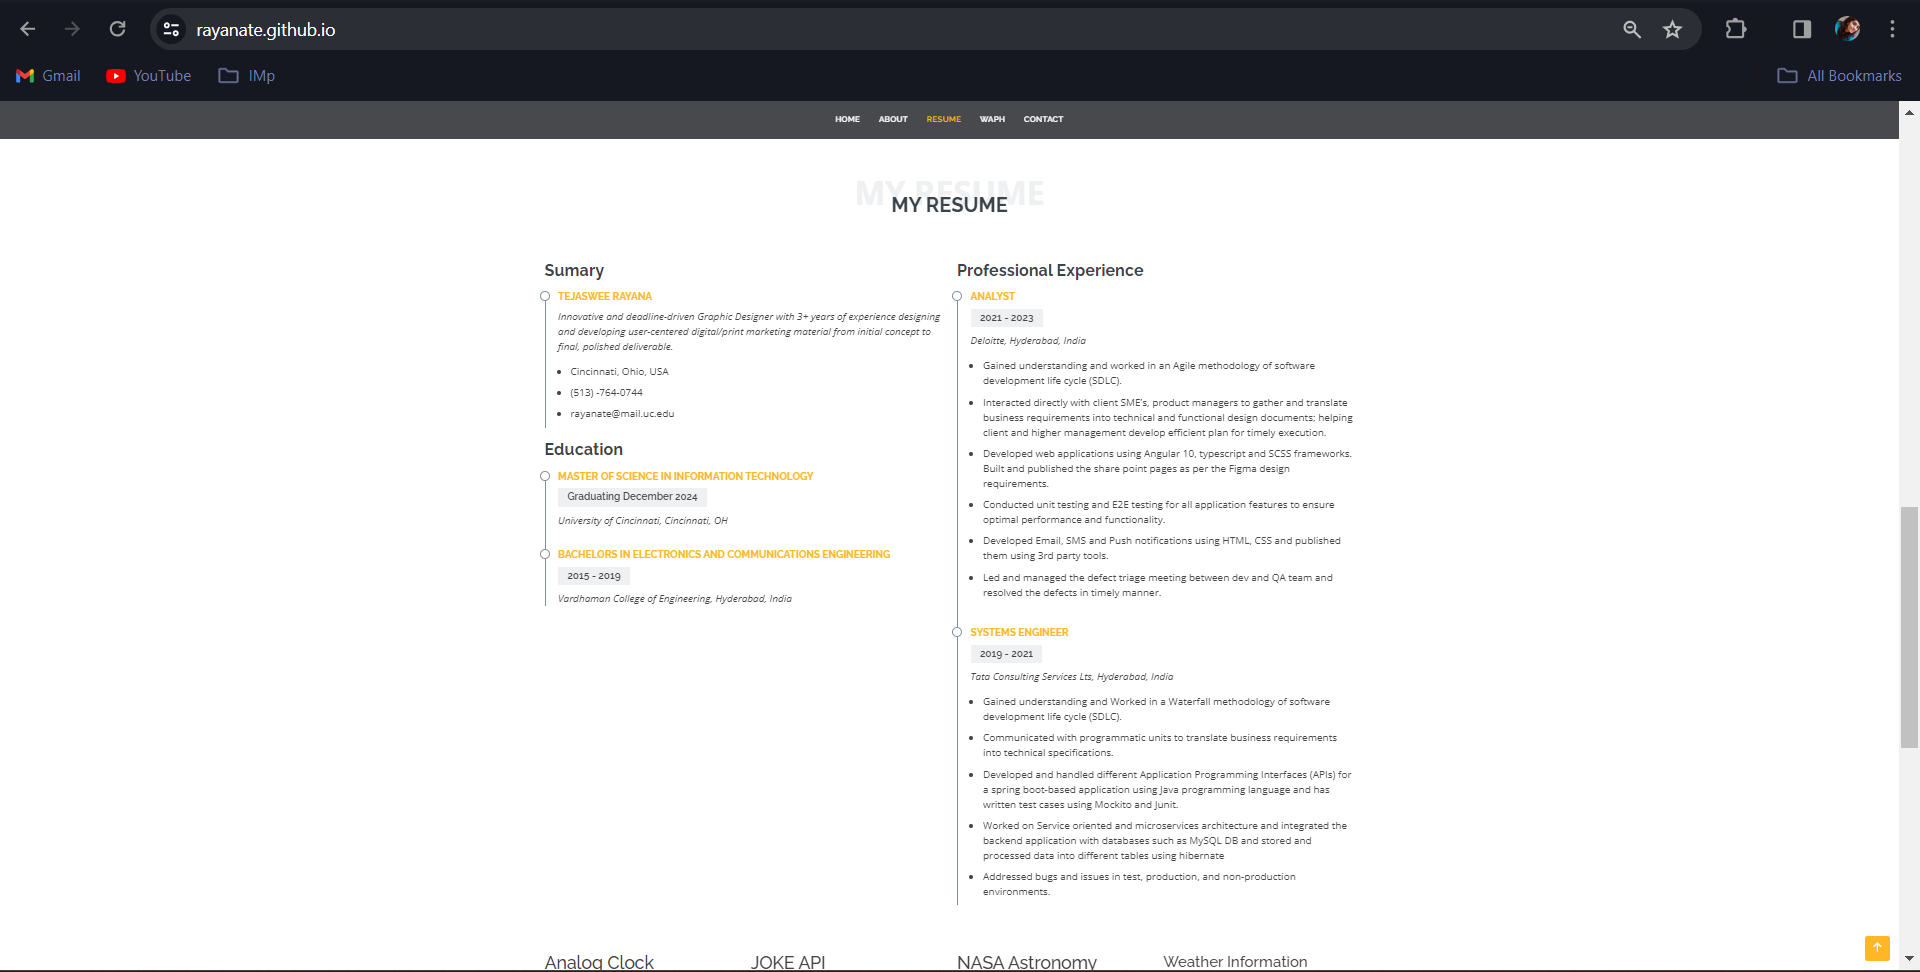 rayanate.github.io
Gmail
YouTube
IMp
All Bookmarks
HOME ABOUT RESUME WAPH CONTACT
MY RESUME
MY RESUME
Sumary
TEJASWEE RAYANA
Innovative and deadline-driven Graphic Designer with 3+ years of experience designing
and developing user-centered digital/print marketing material from initial concept to
final, polished deliverable.
Cincinnati, Ohio, USA
(513) -764-0744
rayanate@mail.uc.edu
Education
MASTER OF SCIENCE IN INFORMATION TECHNOLOGY
Graduating December 2024
University of Cincinnati, Cincinnati, OH
BACHELORS IN ELECTRONICS AND COMMUNICATIONS ENGINEERING
2015 - 2019
Vardhaman College of Engineering, Hyderabad, India
Professional Experience
ANALYST
2021 - 2023
Deloitte, Hyderabad, India
Gained understanding and worked in an Agile methodology of software
development life cycle (SDLC).
Interacted directly with client SME's, product managers to gather and translate
business requirements into technical and functional design documents; helping
client and higher management develop efficient plan for timely execution.
Developed web applications using Angular 10, typescript and SCSS frameworks.
Built and published the share point pages as per the Figma design
requirements.
Conducted unit testing and E2E testing for all application features to ensure
optimal performance and functionality.
Developed Email, SMS and Push notifications using HTML, CSS and published
them using 3rd party tools.
Led and managed the defect triage meeting between dev and QA team and
resolved the defects in timely manner.
SYSTEMS ENGINEER
2019 - 2021
Tata Consulting Services Lts, Hyderabad, India
Gained understanding and Worked in a Waterfall methodology of software
development life cycle (SDLC).
Communicated with programmatic units to translate business requirements
into technical specifications.
Developed and handled different Application Programming Interfaces (APIs) for
a spring boot-based application using Java programming language and has
written test cases using Mockito and Junit.
Worked on Service oriented and microservices architecture and integrated the
backend application with databases such as MySQL DB and stored and
processed data into different tables using hibernate
Addressed bugs and issues in test, production, and non-production
environments.
Analog Clock
JOKE API
NASA Astronomy
Weather Information